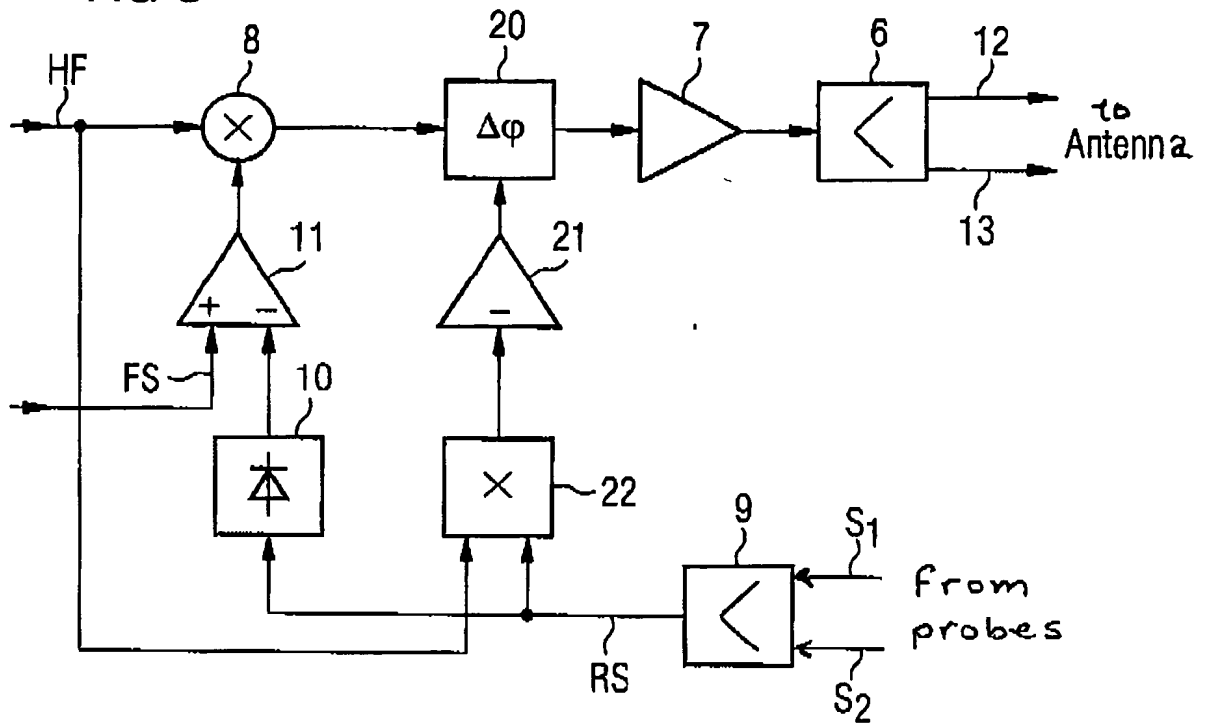 8
20
7
6
12
HF
×
Δφ
to
Antenna
13
11
21
+ −
−
FS
10
×
22
9
S1
from
probes
RS
S2